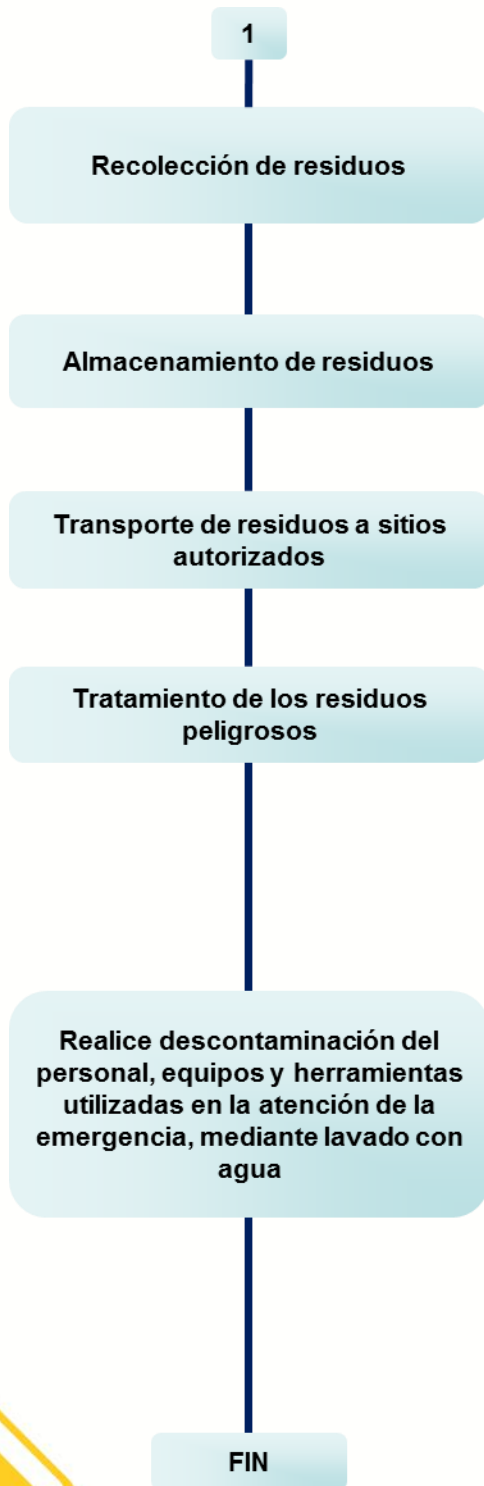 1
Recolección de residuos
Almacenamiento de residuos
Transporte de residuos a sitios
autorizados
Tratamiento de los residuos
peligrosos
Realice descontaminación del
personal, equipos y herramientas
utilizadas en la atención de la
emergencia, mediante lavado con
agua
FIN